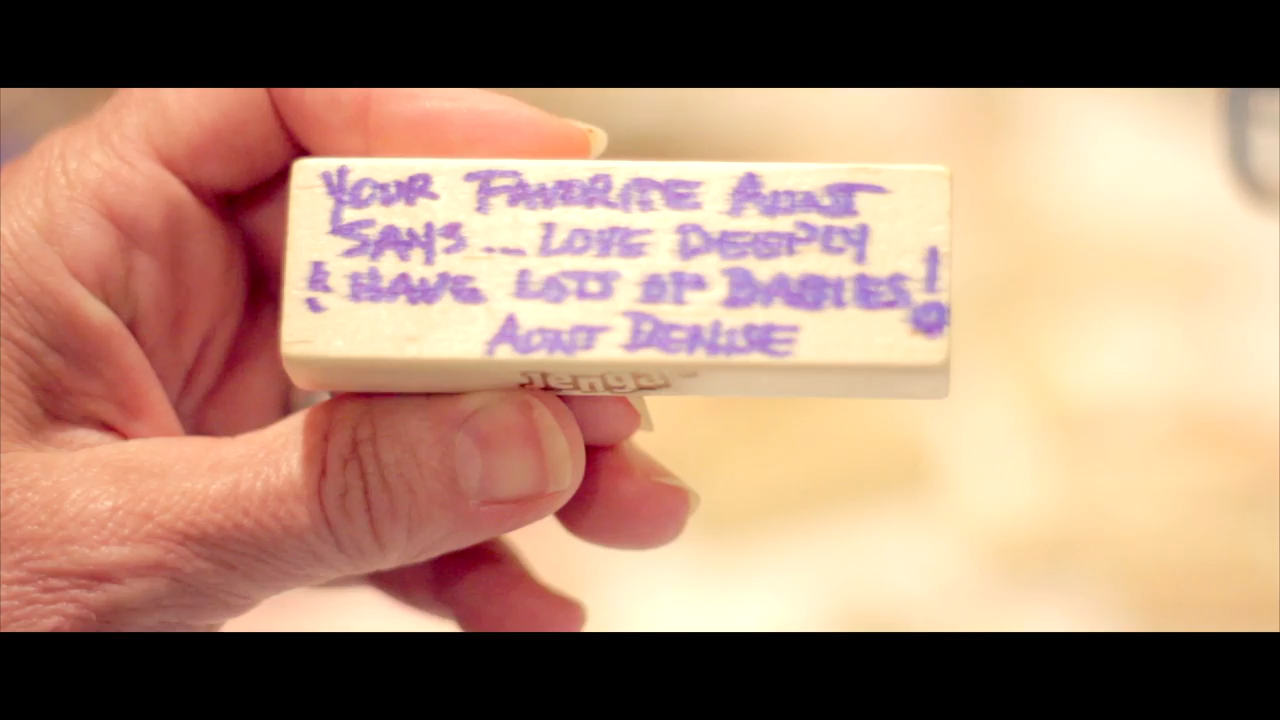 YOUR FAVORITE AUNT
SAYS... LOVE DEEPLY
& HAVE LOTS OF BABIES!
AUNT DENISE
Jenga